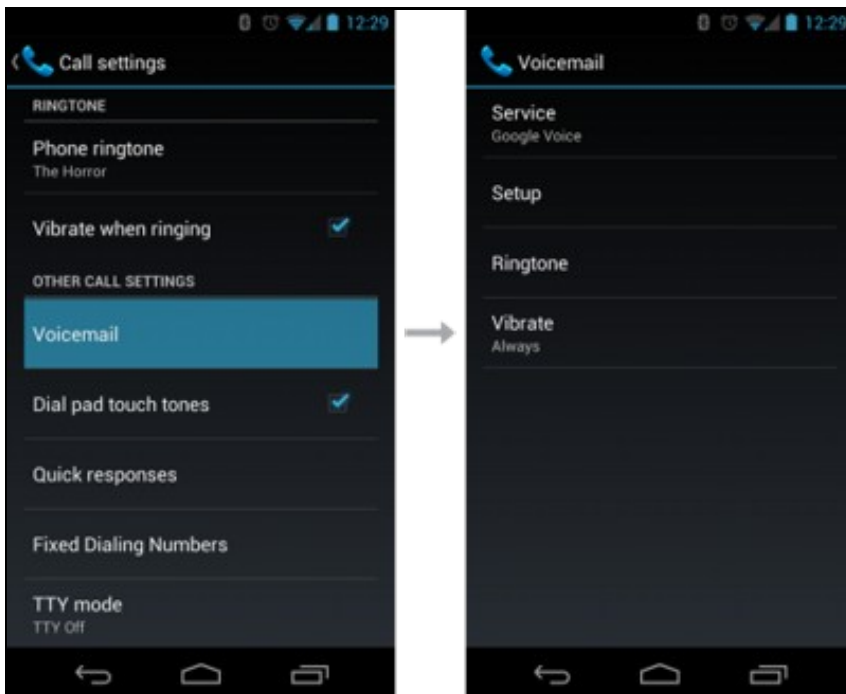 12:29
Call settings
RINGTONE
Phone ringtone
The Horror
Vibrate when ringing
OTHER CALL SETTINGS
Voicemail
Dial pad touch tones
Quick responses
Fixed Dialing Numbers
TTY mode
TTY Off
12:29
Voicemail
Service
Google Voice
Setup
Ringtone
Vibrate
Always